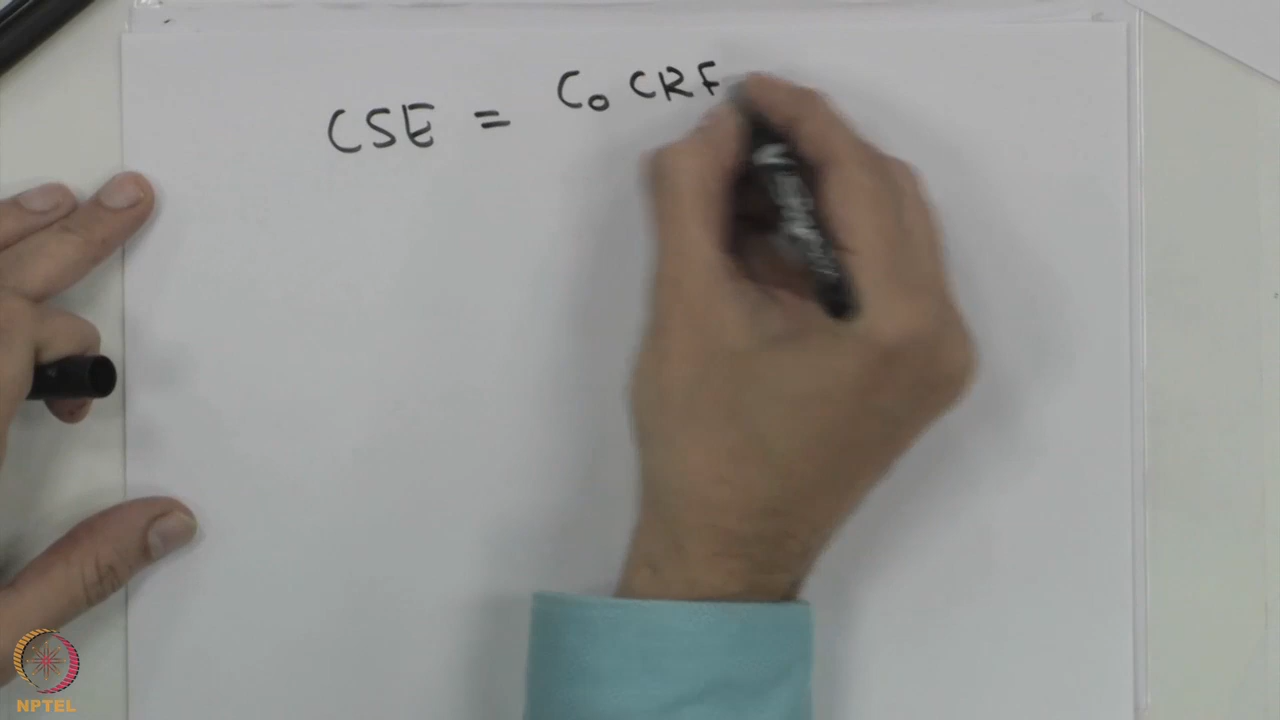 CSE = C₀ CRF
NPTEL